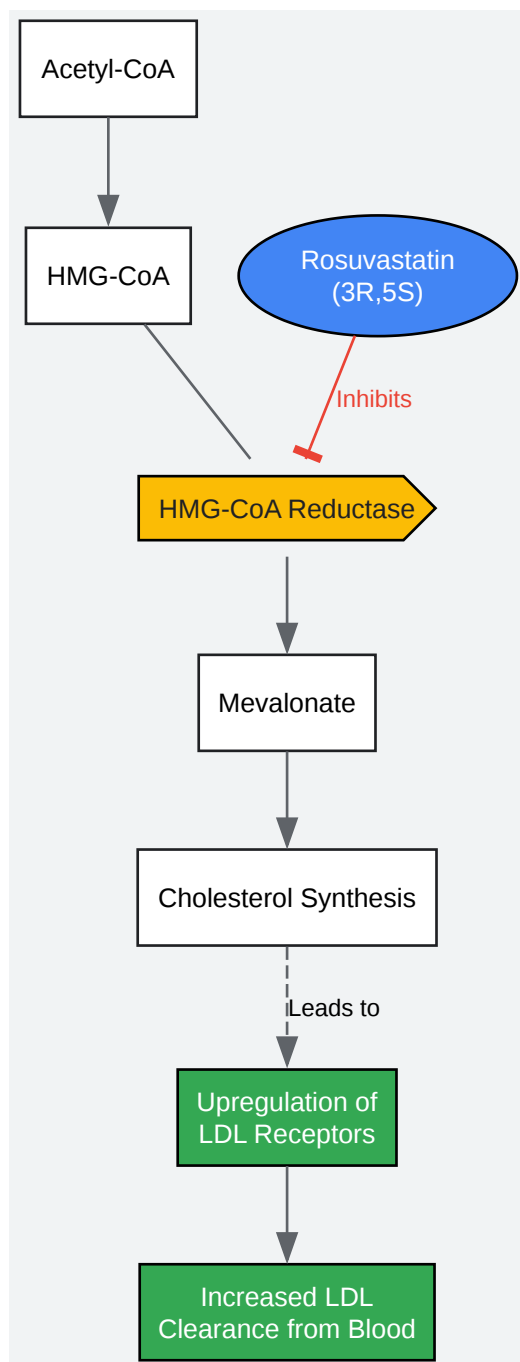 Acetyl-CoA
HMG-CoA
Rosuvastatin
(3R,5S)
Inhibits
HMG-CoA Reductase
Mevalonate
Cholesterol Synthesis
Leads to
Upregulation of
LDL Receptors
Increased LDL
Clearance from Blood